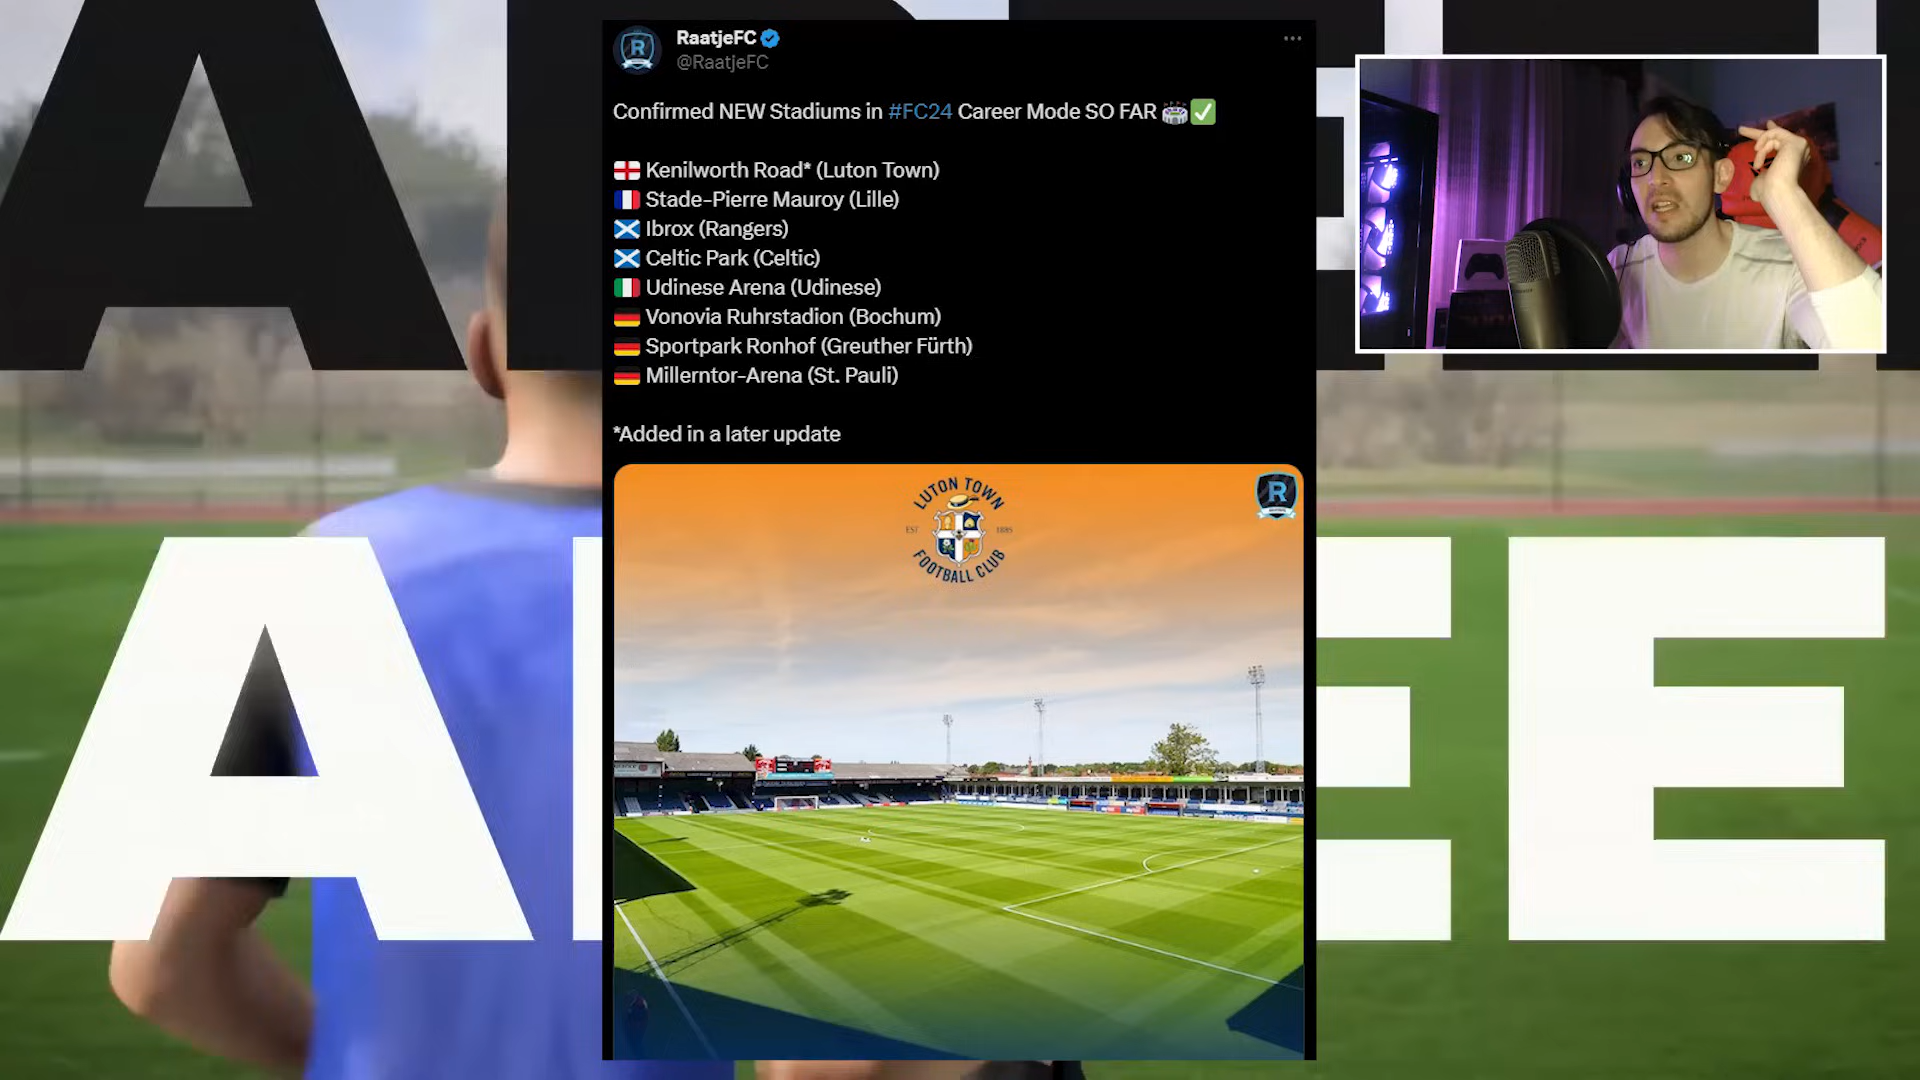 RaatjeFC
@RaatjeFC
Confirmed NEW Stadiums in #FC24 Career Mode SO FAR
Kenilworth Road* (Luton Town)
Stade-Pierre Mauroy (Lille)
Ibrox (Rangers)
Celtic Park (Celtic)
Udinese Arena (Udinese)
Vonovia Ruhrstadion (Bochum)
Sportpark Ronhof (Greuther Fürth)
Millerntor-Arena (St. Pauli)
*Added in a later update
LUTON TOWN
EST 1885
FOOTBALL CLUB
R